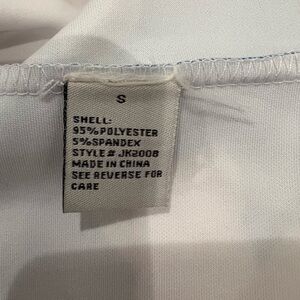 S
SHELL:
95%POLYESTER
5%SPANDEX
STYLE# JK2008
MADE IN CHINA
SEE REVERSE FOR
CARE